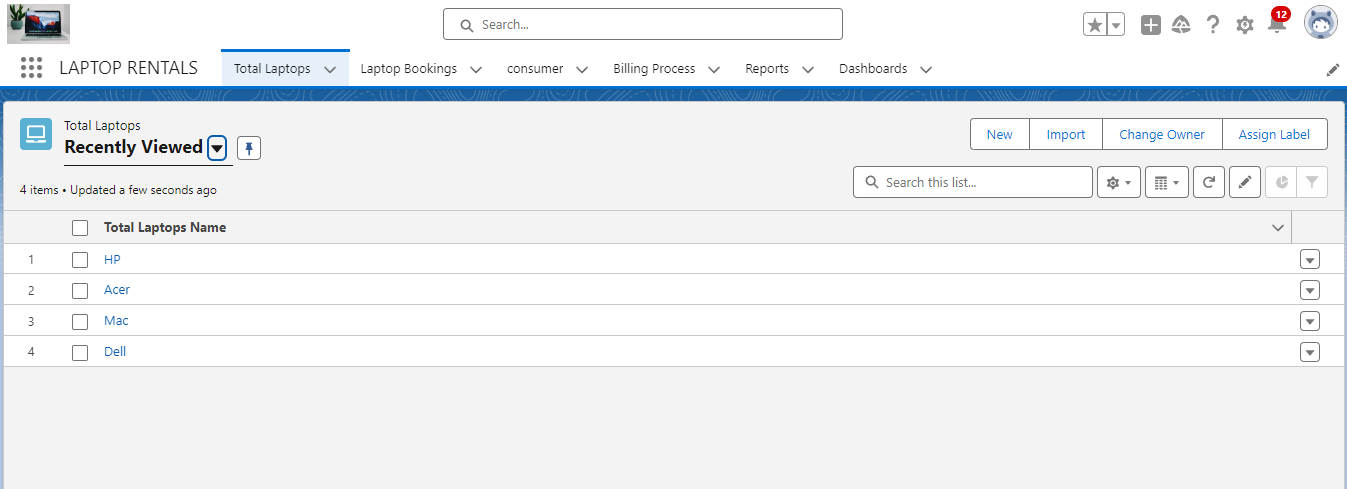 Search...
12
LAPTOP RENTALS Total Laptops Laptop Bookings consumer Billing Process Reports Dashboards
Total Laptops
Recently Viewed
New Import Change Owner Assign Label
4 items • Updated a few seconds ago
Search this list...
Total Laptops Name
1 HP
2 Acer
3 Mac
4 Dell